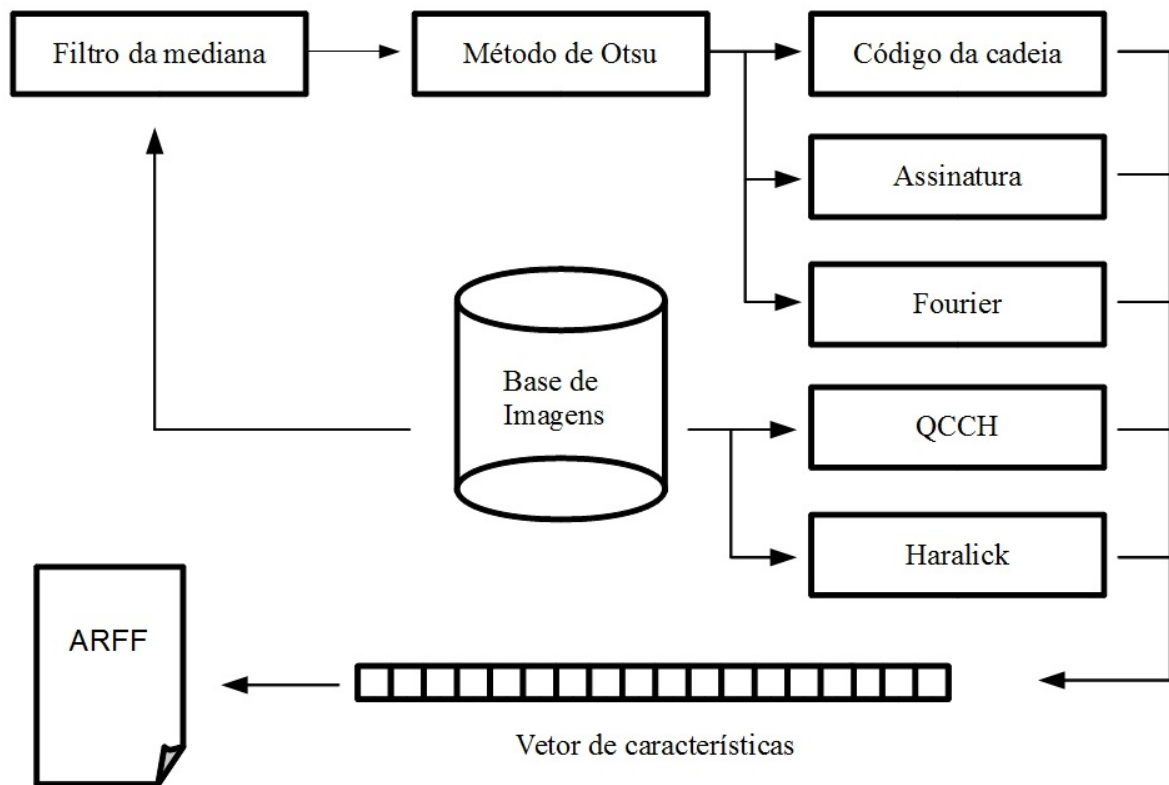 Filtro da mediana
Método de Otsu
Código da cadeia
Assinatura
Fourier
Base de
Imagens
QCCH
Haralick
ARFF
Vetor de características